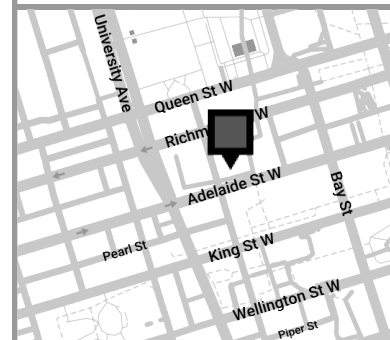 University Ave
Queen St W
Richm
W
Adelaide St W
Bay St
King St W
Pearl St
Wellington St W
Piper St